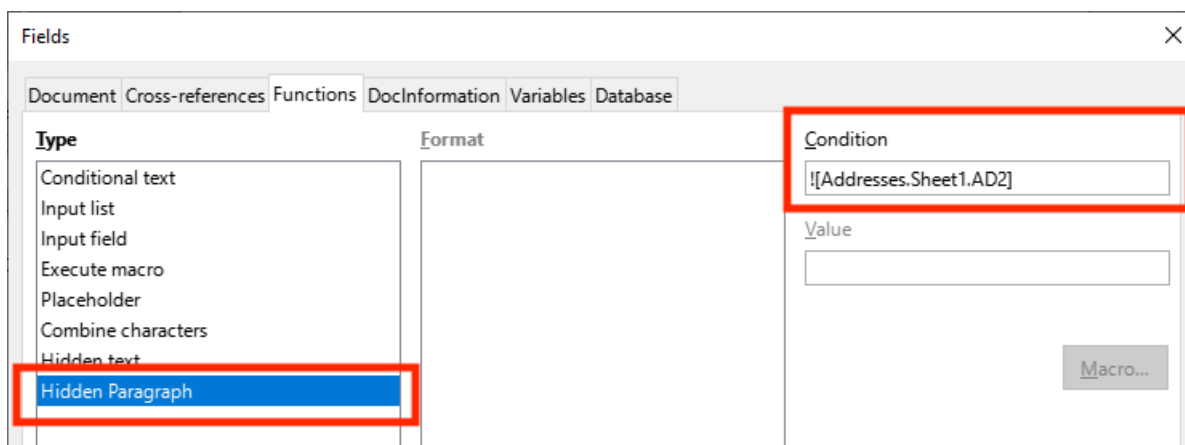 Fields
Document Cross-references Functions DocInformation Variables Database
Type
Format
Condition
Conditional text
Input list
Input field
Execute macro
Placeholder
Combine characters
Hidden text
Hidden Paragraph
![Addresses.Sheet1.AD2]
Value
Macro...